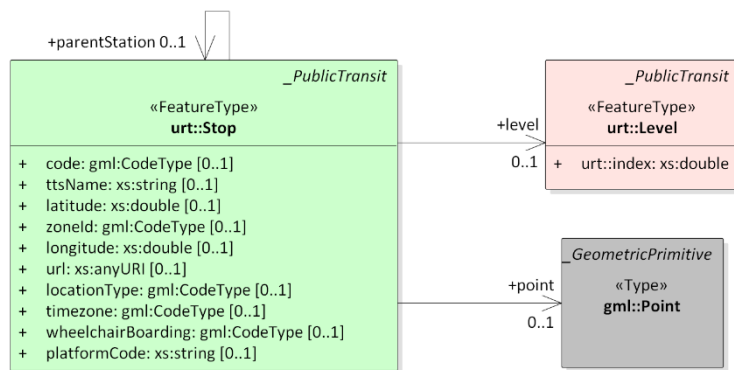 +parentStation 0..1
_PublicTransit
«FeatureType»
urt::Stop
+ code: gml:CodeType [0..1]
+ ttsName: xs:string [0..1]
+ latitude: xs:double [0..1]
+ zoneId: gml:CodeType [0..1]
+ longitude: xs:double [0..1]
+ url: xs:anyURI [0..1]
+ locationType: gml:CodeType [0..1]
+ timezone: gml:CodeType [0..1]
+ wheelchairBoarding: gml:CodeType [0..1]
+ platformCode: xs:string [0..1]
+level
0..1
_PublicTransit
«FeatureType»
urt::Level
+ urt::index: xs:double
+point
0..1
_GeometricPrimitive
«Type»
gml::Point